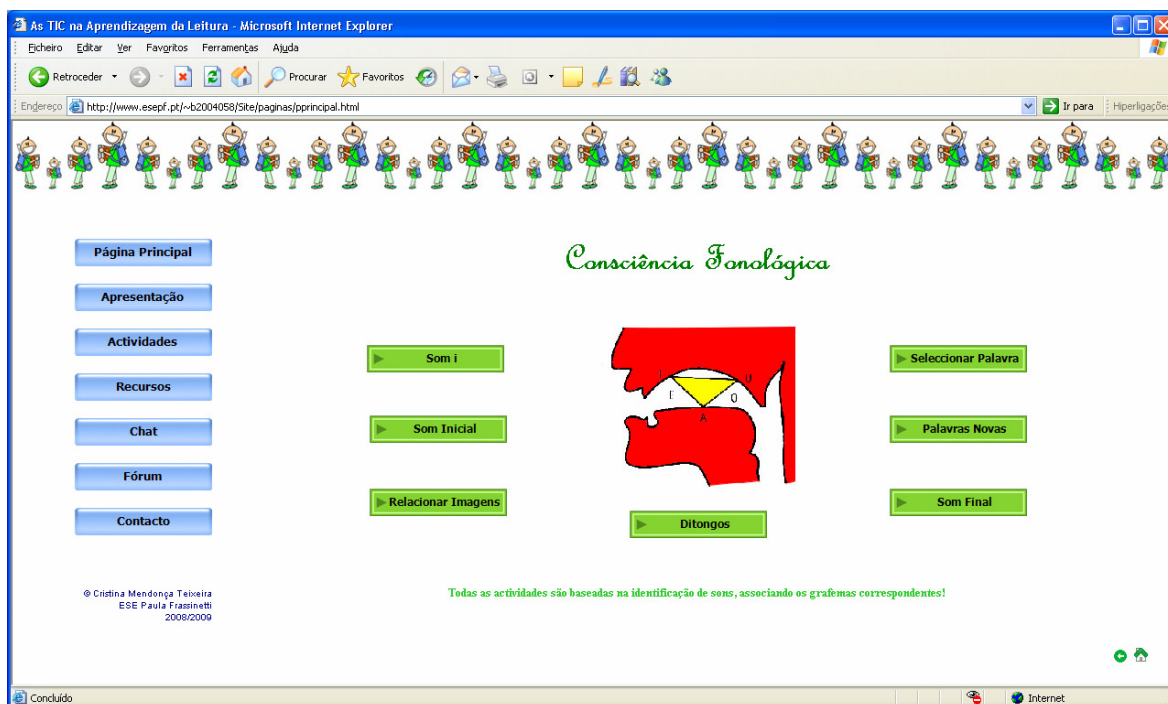 As TIC na Aprendizagem da Leitura - Microsoft Internet Explorer
Ficheiro Editar Ver Favoritos Ferramentas Ajuda
Retroceder Procurar Favoritos
Endereço http://www.esepf.pt/~b2004058/Site/paginas/pprincipal.html Ir para Hiperligações
Consciência Fonológica
Página Principal
Apresentação
Actividades
Recursos
Chat
Fórum
Contacto
Som i
Som Inicial
Relacionar Imagens
I U
E O
A
Ditongos
Seleccionar Palavra
Palavras Novas
Som Final
© Cristina Mendonça Teixeira
ESE Paula Frassinetti
2008/2009
Todas as actividades são baseadas na identificação de sons, associando os grafemas correspondentes!
Concluído Internet